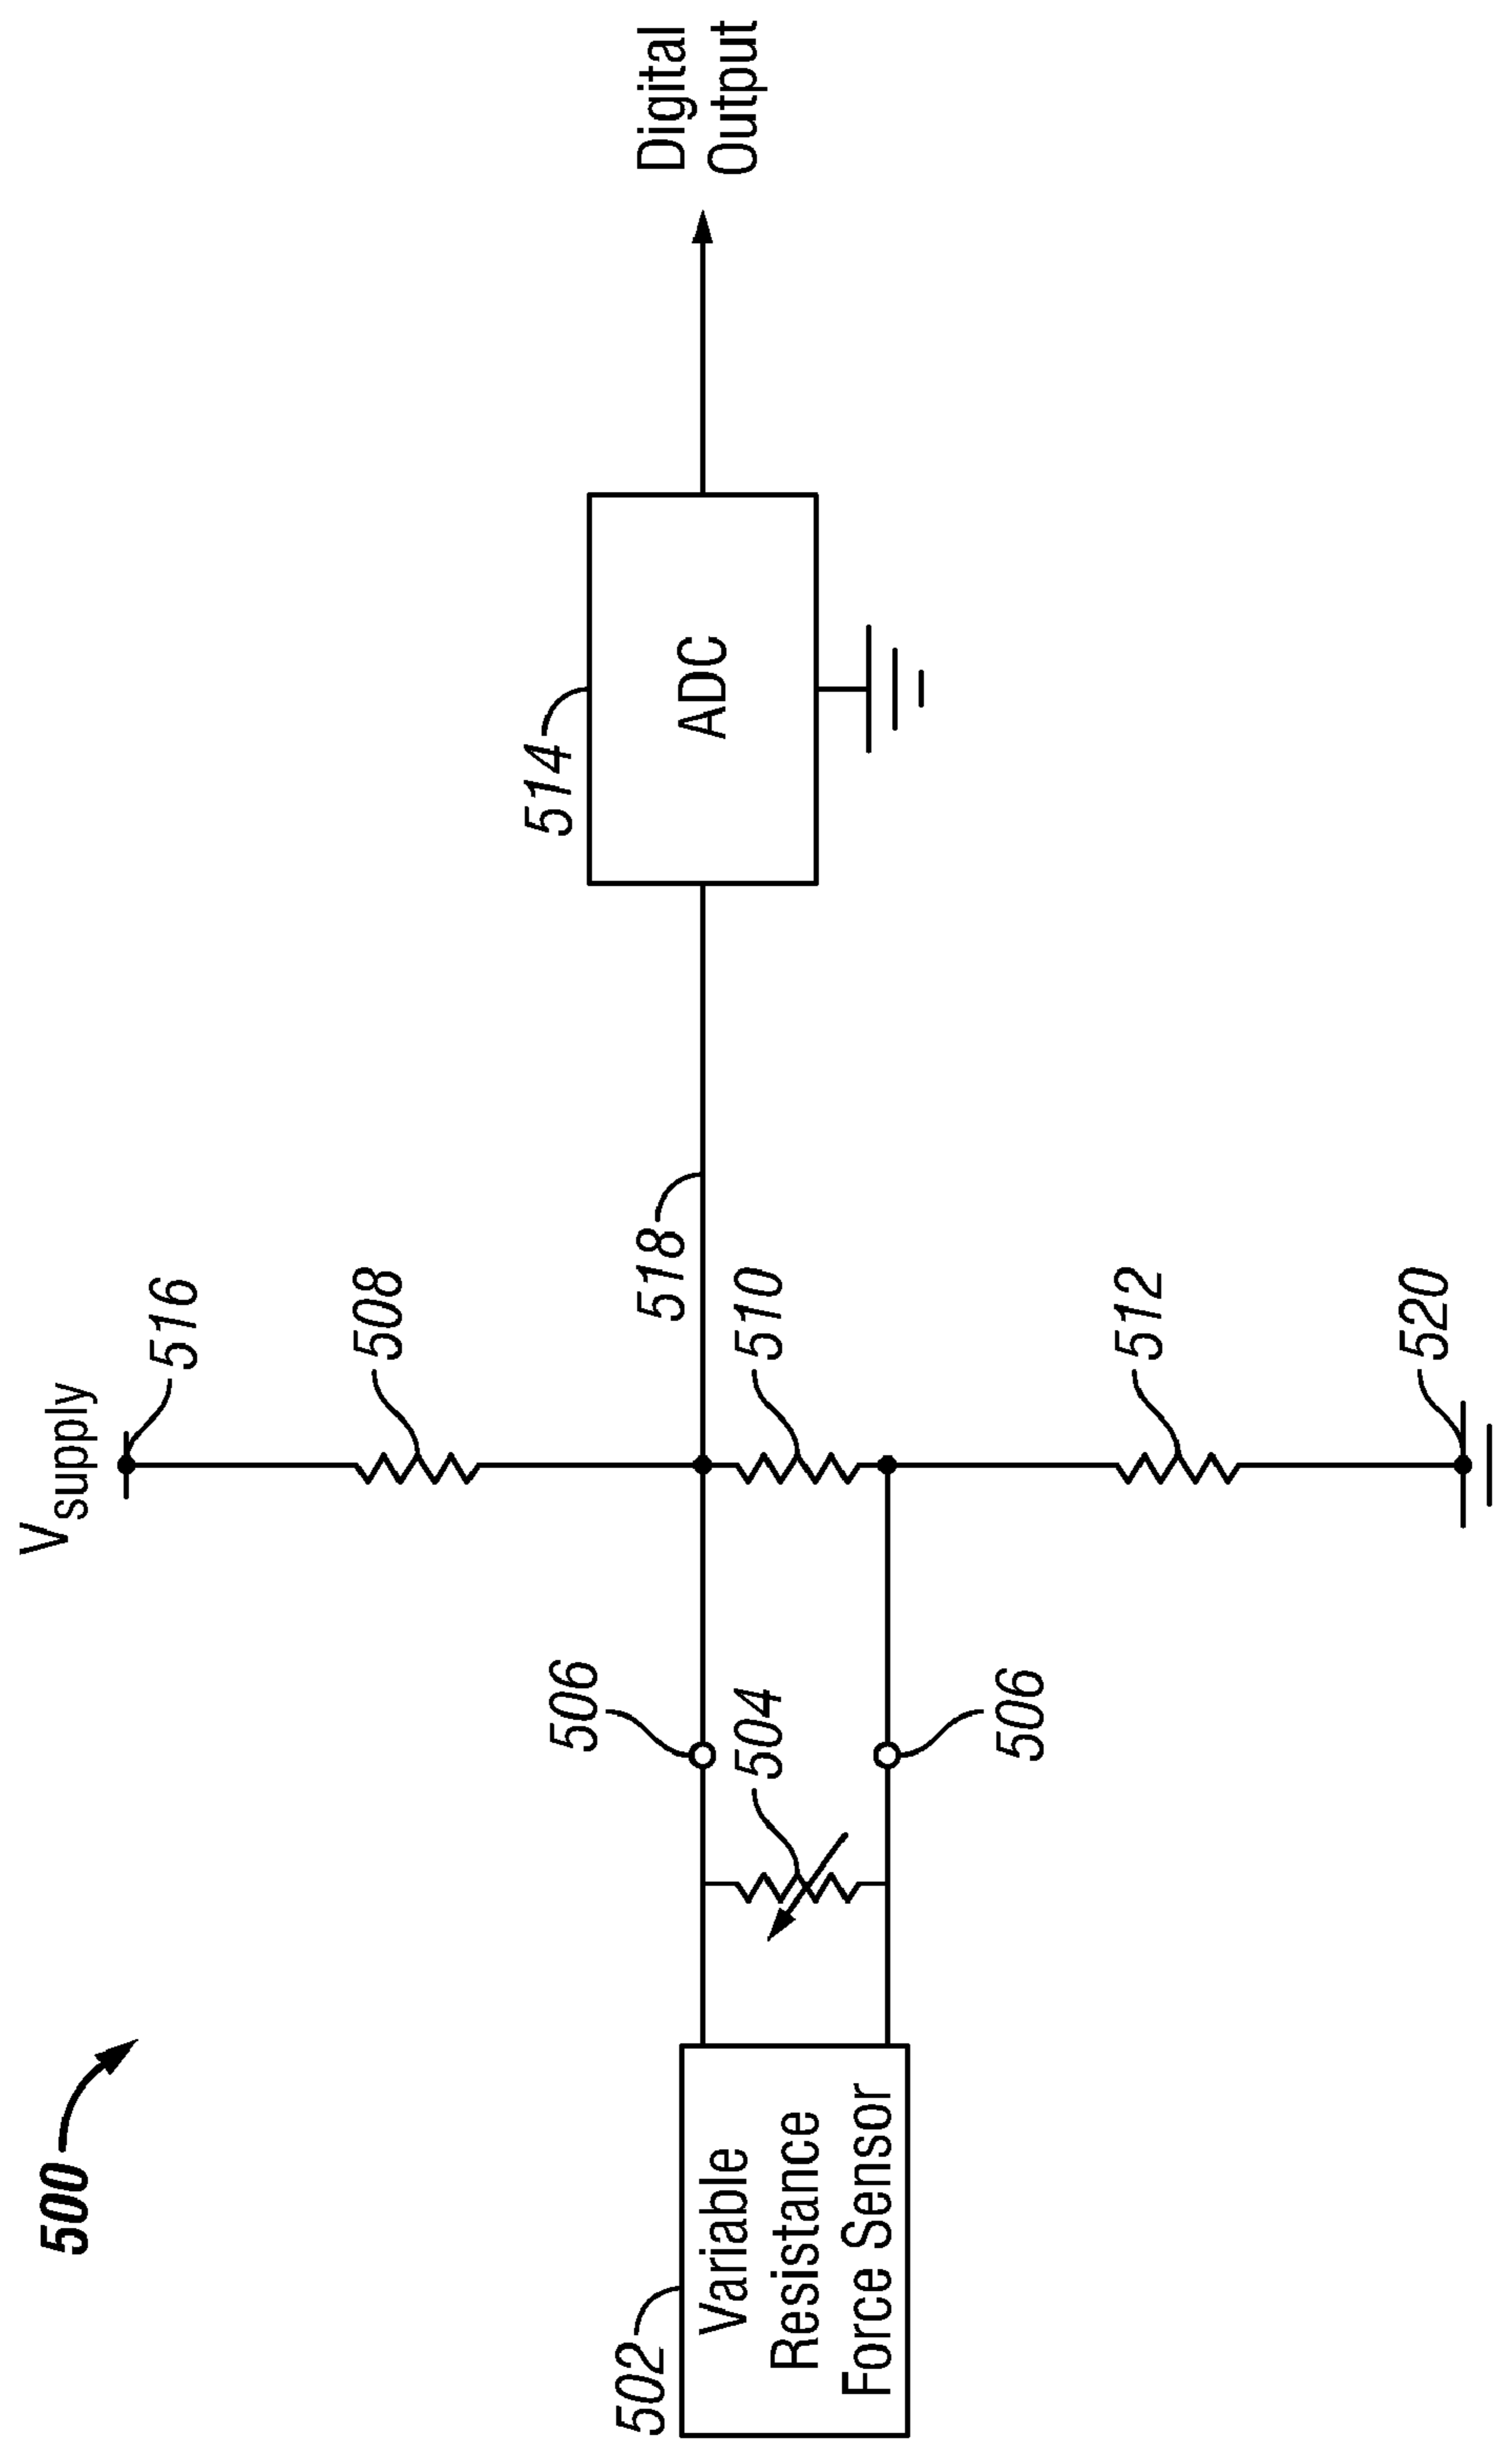 500
Vsupply
516
508
506
518
514
ADC
Digital
Output
502
Variable
Resistance
Force Sensor
504
510
506
512
520